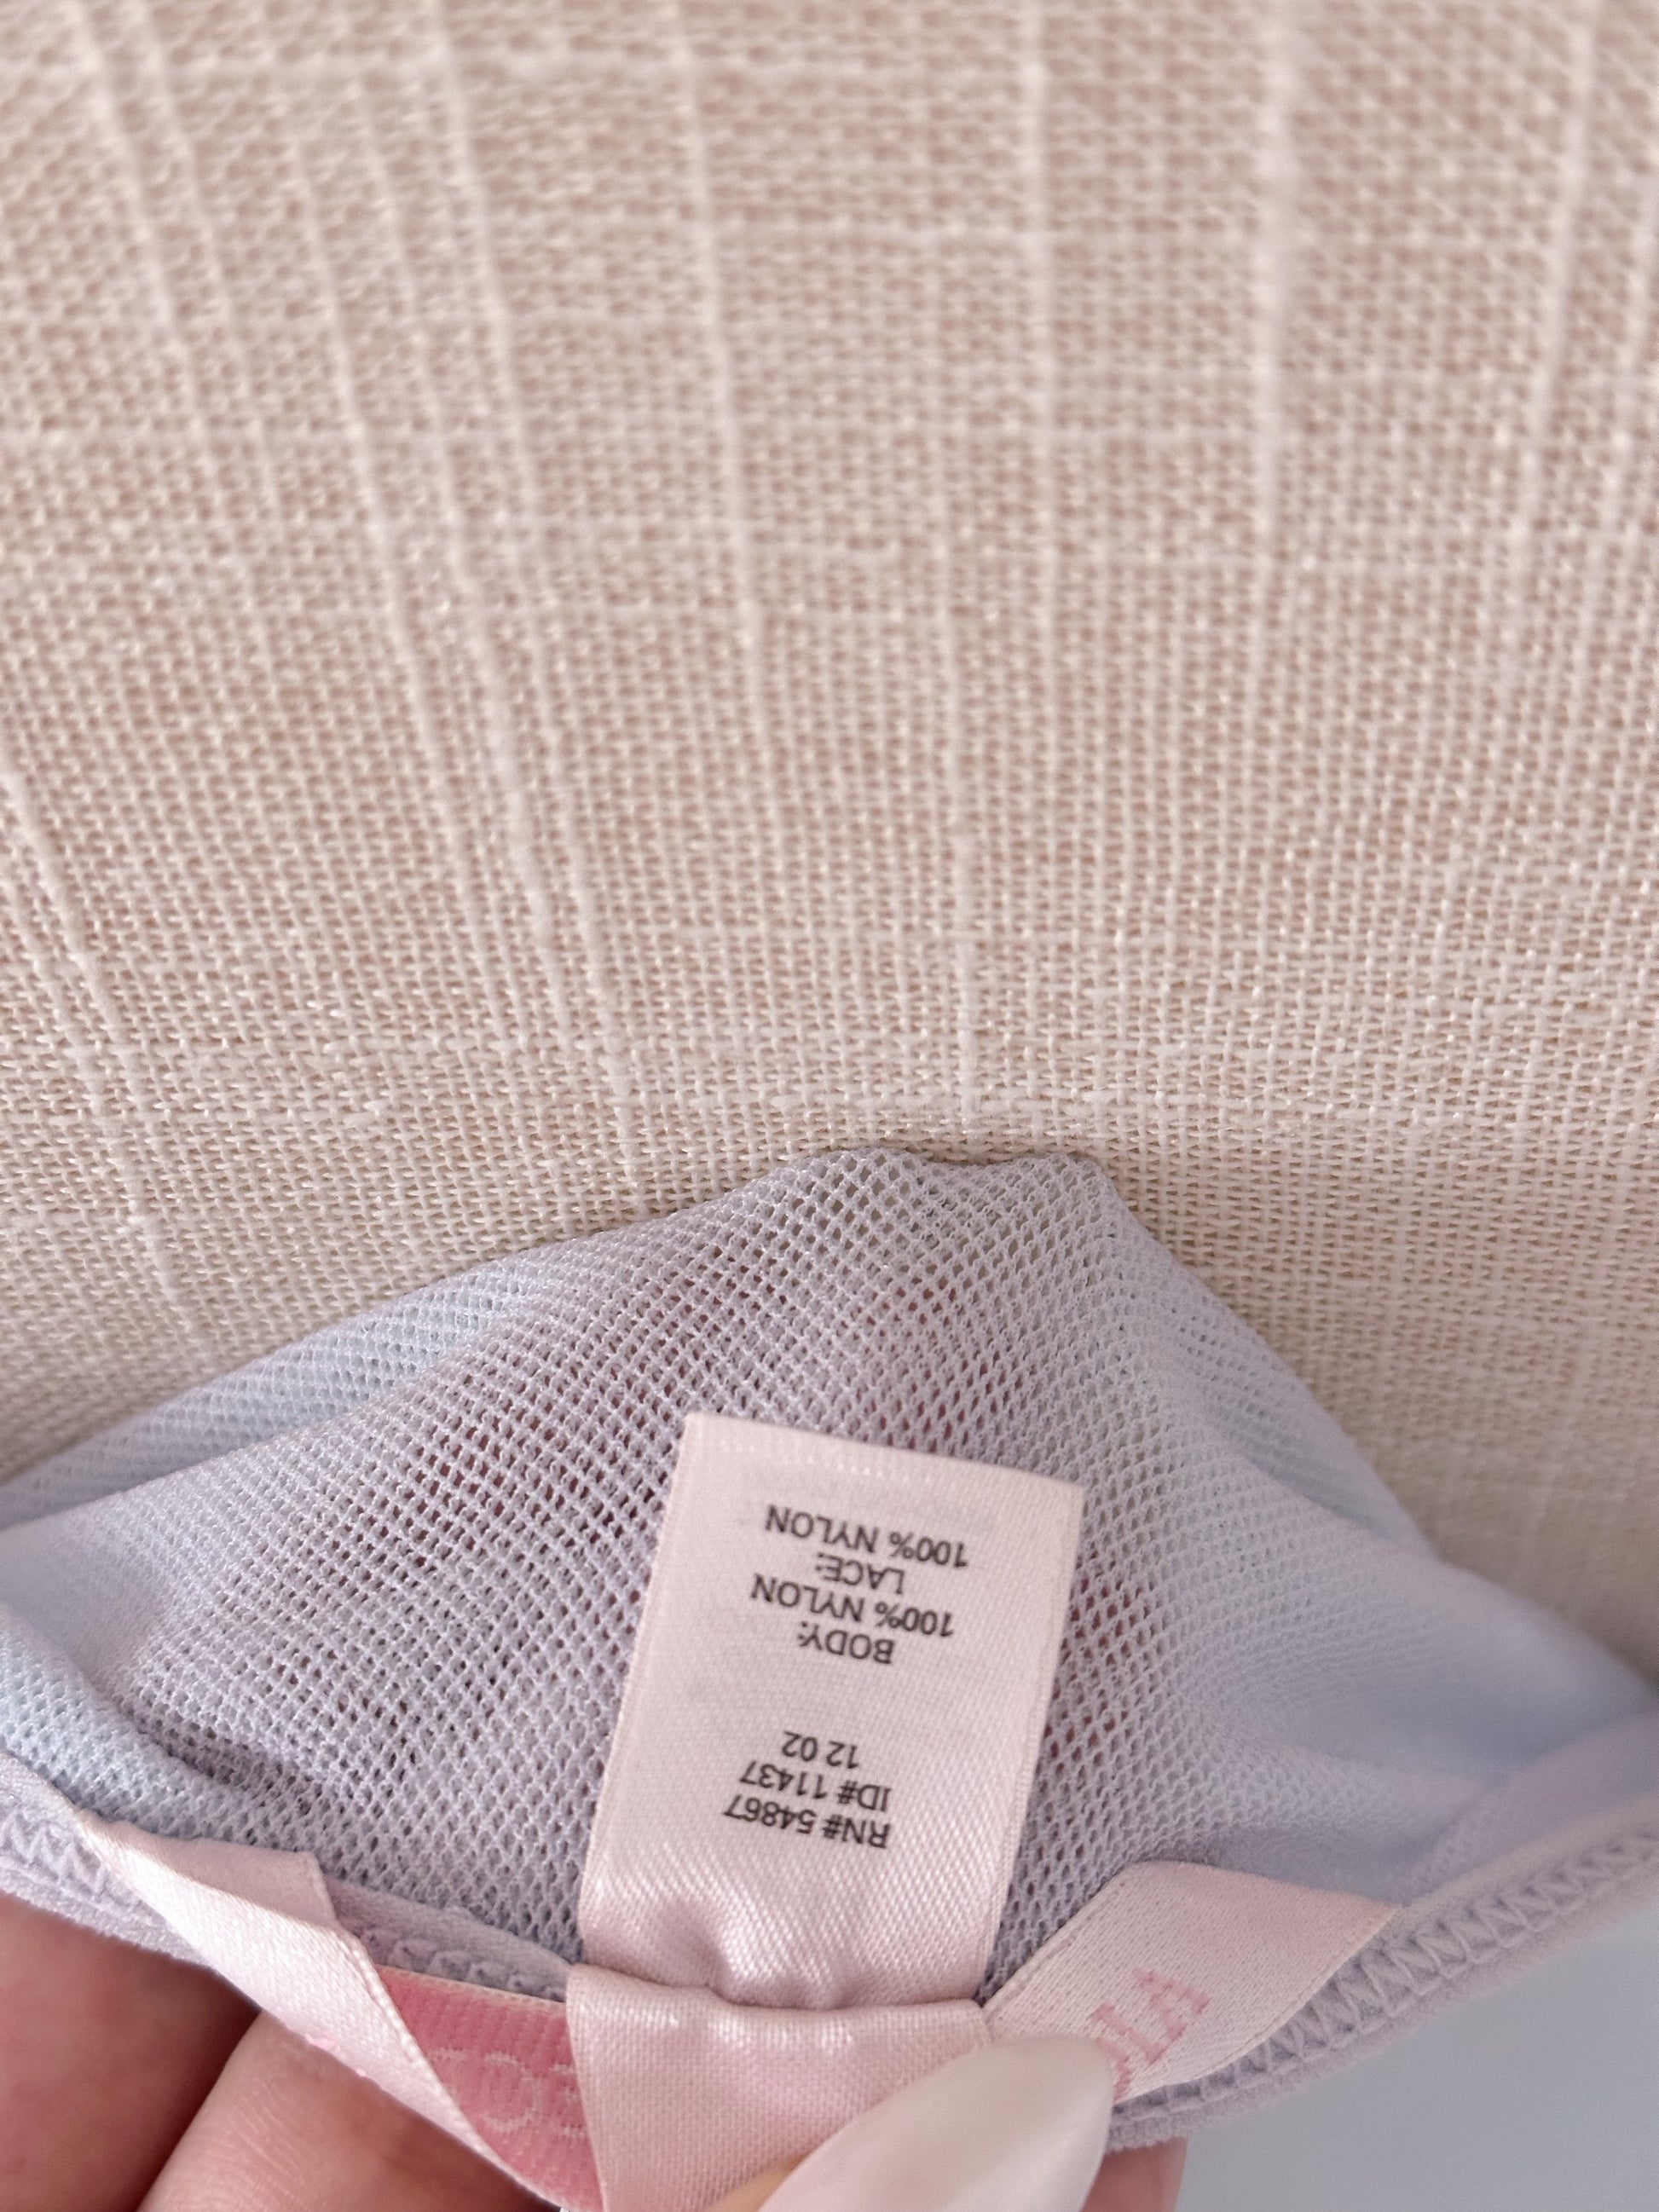 RN# 54867
ID# 11437
12 02
BODY:
100% NYLON
LACE:
100% NYLON